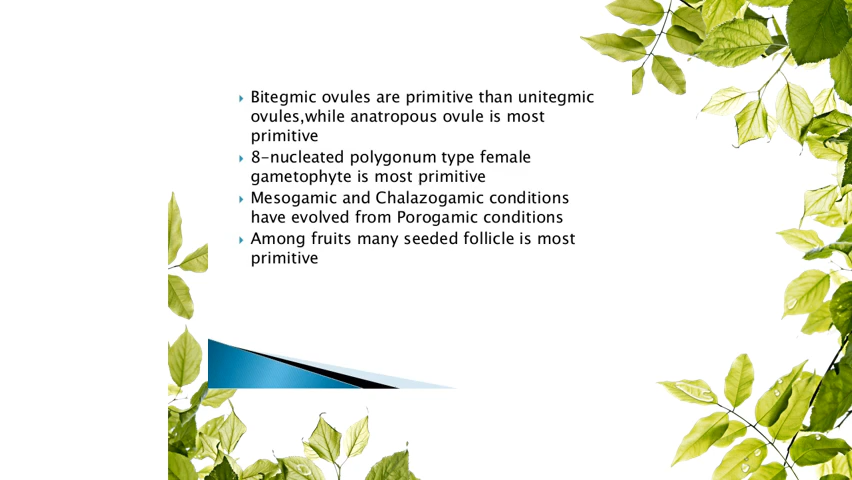 Bitegmic ovules are primitive than unitegmic
ovules,while anatropous ovule is most
primitive
8-nucleated polygonum type female
gametophyte is most primitive
Mesogamic and Chalazogamic conditions
have evolved from Porogamic conditions
Among fruits many seeded follicle is most
primitive